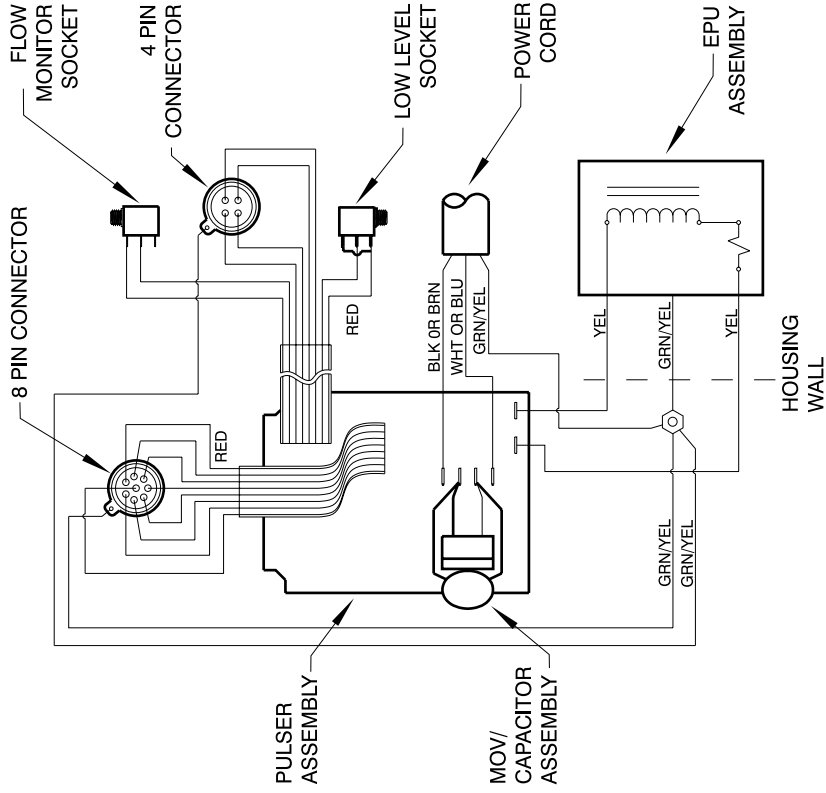 FLOW
MONITOR
SOCKET
4 PIN
CONNECTOR
8 PIN CONNECTOR
LOW LEVEL
SOCKET
POWER
CORD
EPU
ASSEMBLY
RED
RED
BLK OR BRN
WHT OR BLU
GRN/YEL
YEL
GRN/YEL
YEL
HOUSING
WALL
GRN/YEL
GRN/YEL
PULSER
ASSEMBLY
MOV/
CAPACITOR
ASSEMBLY